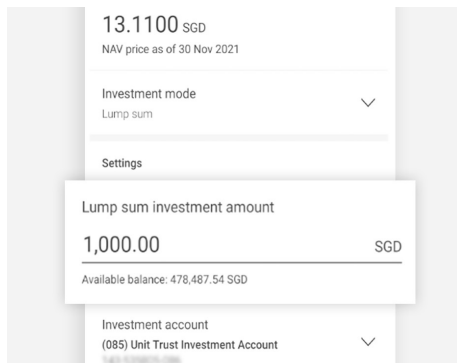 13.1100 SGD
NAV price as of 30 Nov 2021
Investment mode
Lump sum
Settings
Lump sum investment amount
1,000.00 SGD
Available balance: 478,487.54 SGD
Investment account
(085) Unit Trust Investment Account